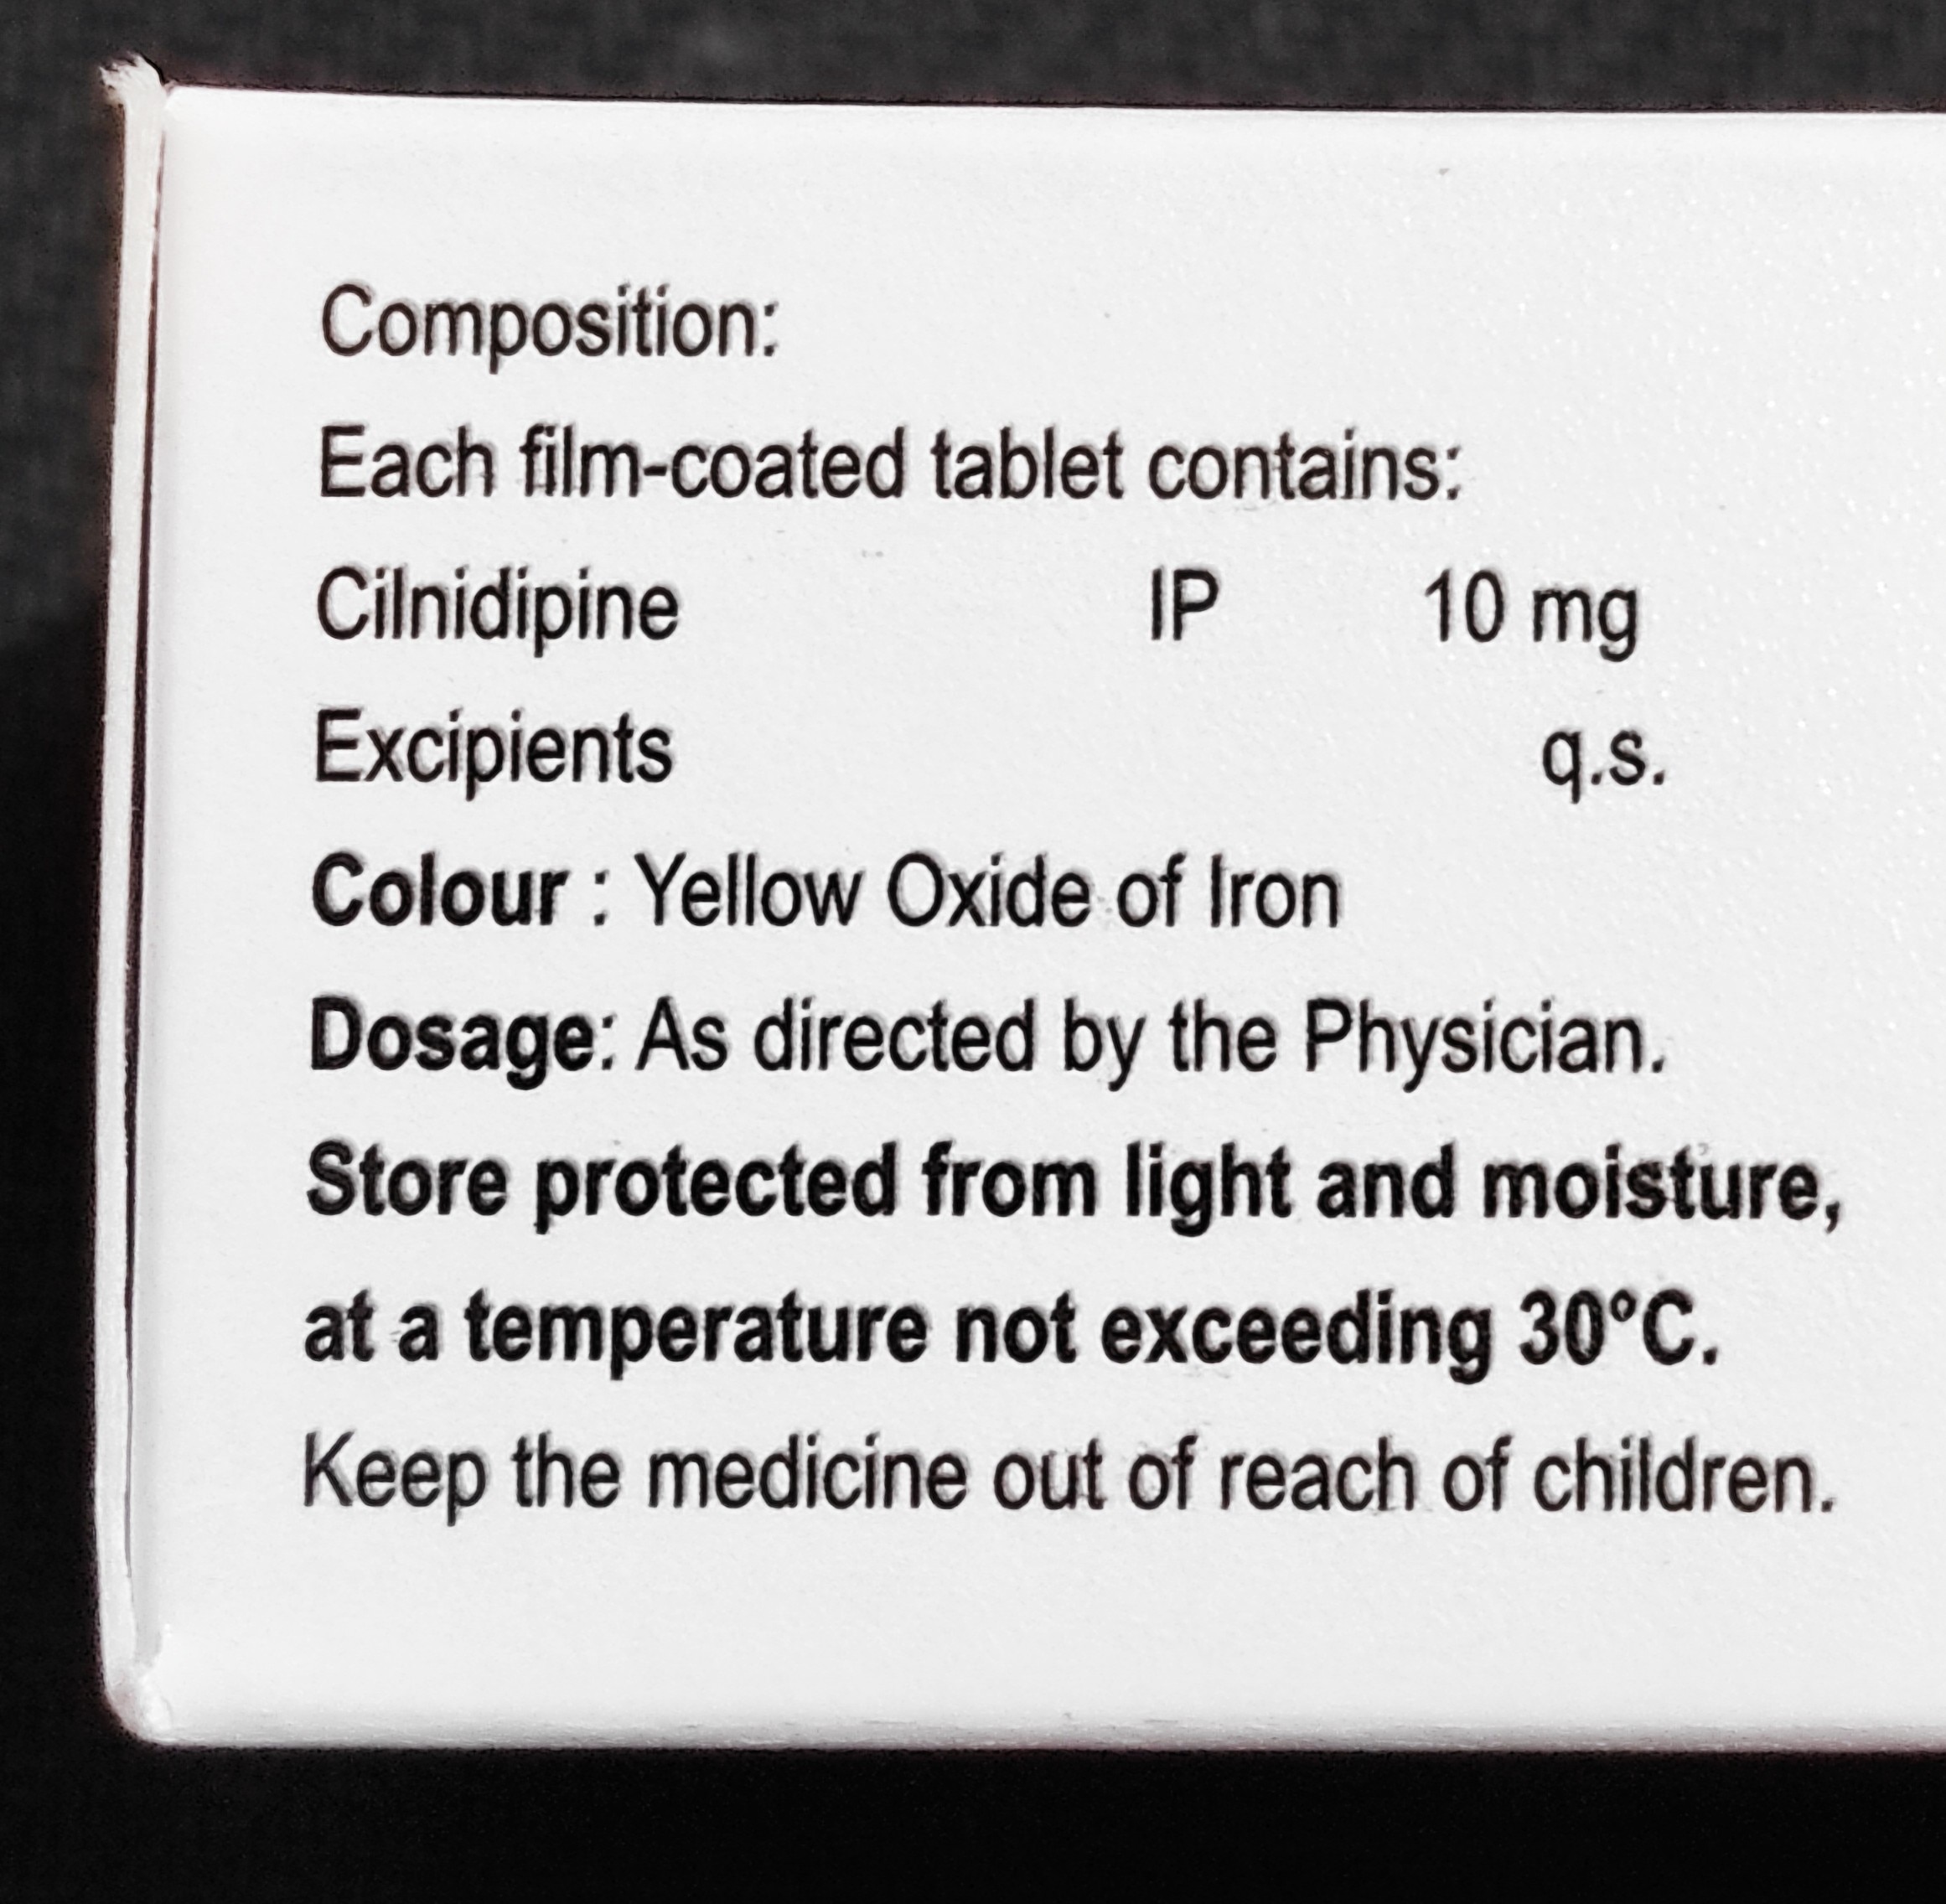 Composition:
Each film-coated tablet contains:
Cilnidipine IP 10 mg
Excipients q.s.
Colour : Yellow Oxide of Iron
Dosage: As directed by the Physician.
Store protected from light and moisture,
at a temperature not exceeding 30°C.
Keep the medicine out of reach of children.